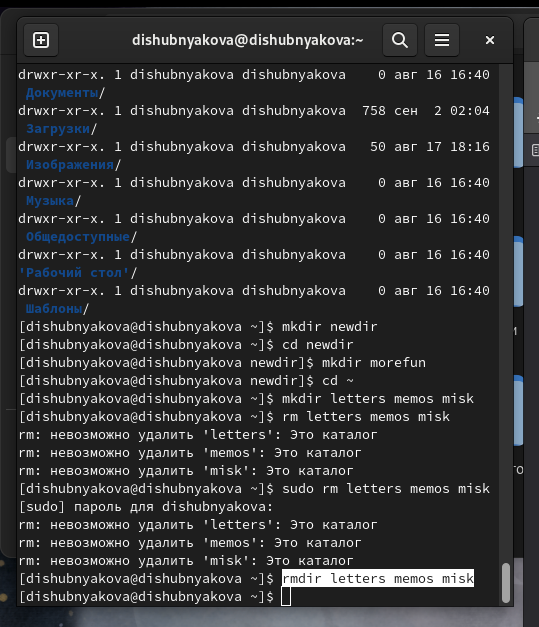 dishubnyakova@dishubnyakova:~
drwxr-xr-x. 1 dishubnyakova dishubnyakova    0 авг 16 16:40
 Документы/
drwxr-xr-x. 1 dishubnyakova dishubnyakova  758 сен  2 02:04
 Загрузки/
drwxr-xr-x. 1 dishubnyakova dishubnyakova   50 авг 17 18:16
 Изображения/
drwxr-xr-x. 1 dishubnyakova dishubnyakova    0 авг 16 16:40
 Музыка/
drwxr-xr-x. 1 dishubnyakova dishubnyakova    0 авг 16 16:40
 Общедоступные/
drwxr-xr-x. 1 dishubnyakova dishubnyakova    0 авг 16 16:40
'Рабочий стол'/
drwxr-xr-x. 1 dishubnyakova dishubnyakova    0 авг 16 16:40
 Шаблоны/
[dishubnyakova@dishubnyakova ~]$ mkdir newdir
[dishubnyakova@dishubnyakova ~]$ cd newdir
[dishubnyakova@dishubnyakova newdir]$ mkdir morefun
[dishubnyakova@dishubnyakova newdir]$ cd ~
[dishubnyakova@dishubnyakova ~]$ mkdir letters memos misk
[dishubnyakova@dishubnyakova ~]$ rm letters memos misk
rm: невозможно удалить 'letters': Это каталог
rm: невозможно удалить 'memos': Это каталог
rm: невозможно удалить 'misk': Это каталог
[dishubnyakova@dishubnyakova ~]$ sudo rm letters memos misk
[sudo] пароль для dishubnyakova:
rm: невозможно удалить 'letters': Это каталог
rm: невозможно удалить 'memos': Это каталог
rm: невозможно удалить 'misk': Это каталог
[dishubnyakova@dishubnyakova ~]$ rmdir letters memos misk
[dishubnyakova@dishubnyakova ~]$